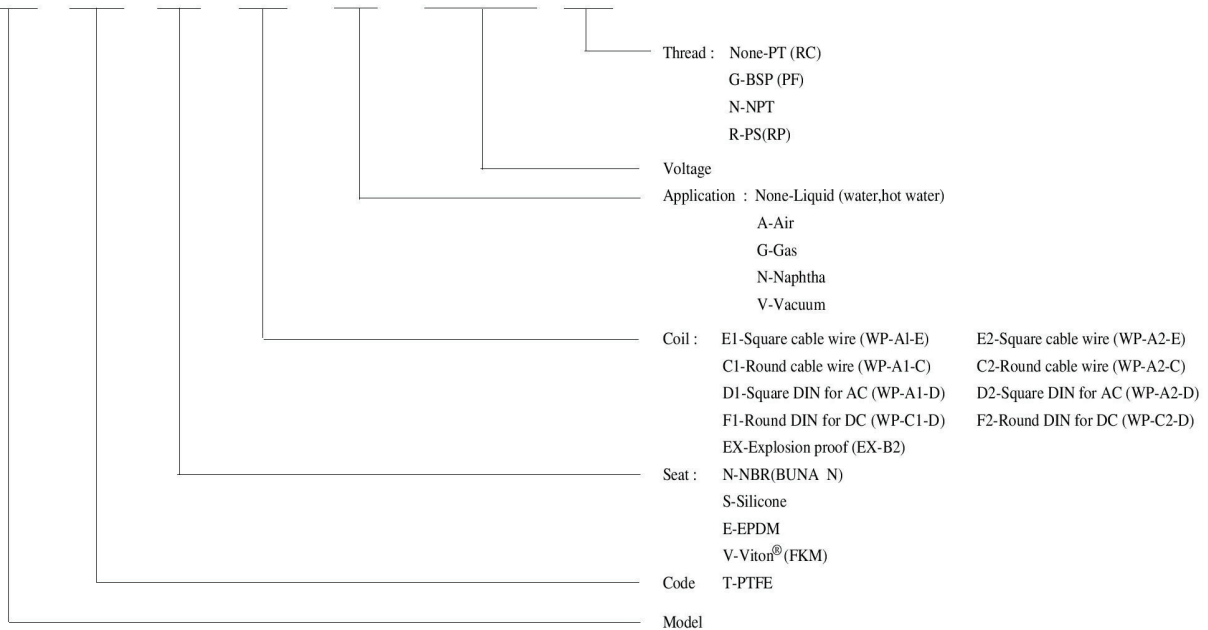 Thread : None-PT (RC)
G-BSP (PF)
N-NPT
R-PS(RP)
Voltage
Application : None-Liquid (water,hot water)
A-Air
G-Gas
N-Naphtha
V-Vacuum
Coil : E1-Square cable wire (WP-Al-E) E2-Square cable wire (WP-A2-E)
C1-Round cable wire (WP-A1-C) C2-Round cable wire (WP-A2-C)
D1-Square DIN for AC (WP-A1-D) D2-Square DIN for AC (WP-A2-D)
F1-Round DIN for DC (WP-C1-D) F2-Round DIN for DC (WP-C2-D)
EX-Explosion proof (EX-B2)
Seat : N-NBR(BUNA N)
S-Silicone
E-EPDM
V-Viton® (FKM)
Code T-PTFE
Model